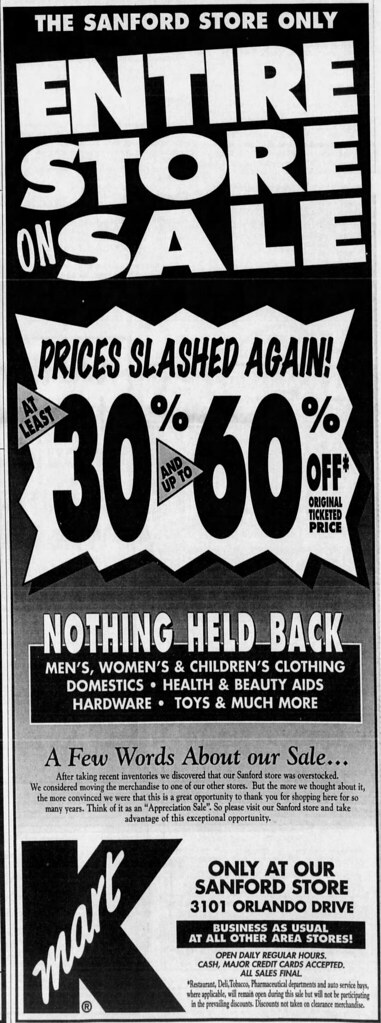 THE SANFORD STORE ONLY
ENTIRE
STORE
ON SALE
PRICES SLASHED AGAIN!
AT LEAST 30% AND UP TO 60% OFF*
ORIGINAL
TICKETED
PRICE
NOTHING HELD BACK
MEN'S, WOMEN'S & CHILDREN'S CLOTHING
DOMESTICS • HEALTH & BEAUTY AIDS
HARDWARE • TOYS & MUCH MORE
A Few Words About our Sale...
After taking recent inventories we discovered that our Sanford store was overstocked.
We considered moving the merchandise to one of our other stores. But the more we thought about it,
the more convinced we were that this is a great opportunity to thank you for shopping here for so
many years. Think of it as an "Appreciation Sale". So please visit our Sanford store and take
advantage of this exceptional opportunity.
Kmart
®
ONLY AT OUR
SANFORD STORE
3101 ORLANDO DRIVE
BUSINESS AS USUAL
AT ALL OTHER AREA STORES!
OPEN DAILY REGULAR HOURS.
CASH, MAJOR CREDIT CARDS ACCEPTED.
ALL SALES FINAL.
*Restaurant, Deli, Tobacco, Pharmaceutical departments and auto service bays,
where applicable, will remain open during this sale but will not be participating
in the prevailing discounts. Discounts not taken on clearance merchandise.